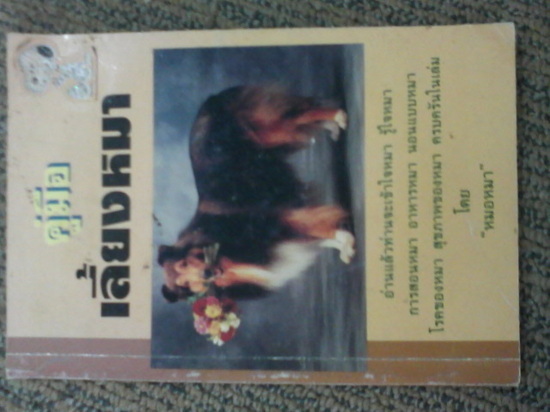 คู่มือ
เลี้ยงหมา
อ่านแล้วท่านจะเข้าใจหมา รู้ใจหมา
การสอนหมา อาหารหมา นอนแบบหมา
โรคของหมา สุขภาพของหมา ครบครันในเล่ม
โดย
"หมอหมา"